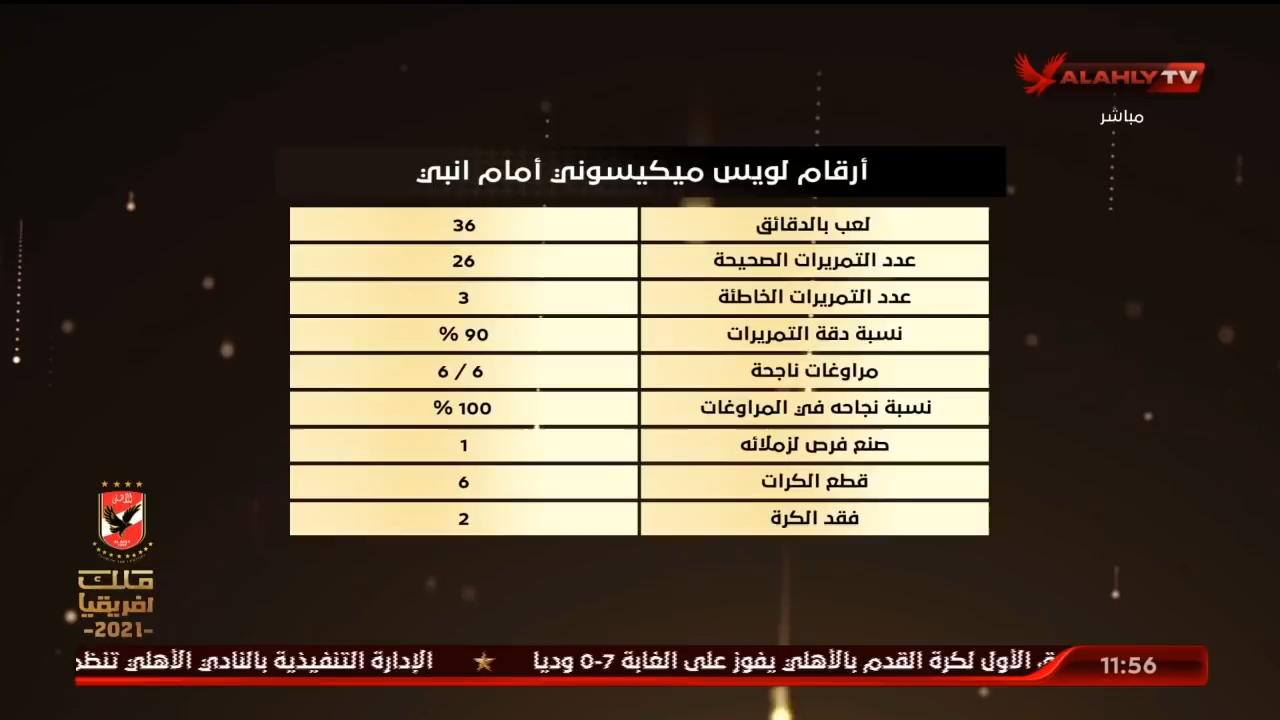 ALAHLY TV
مباشر
أرقام لويس ميكيسوني أمام انبي
لعب بالدقائق 36
عدد التمريرات الصحيحة 26
عدد التمريرات الخاطئة 3
نسبة دقة التمريرات 90 %
مراوغات ناجحة 6 / 6
نسبة نجاحه في المراوغات 100 %
صنع فرص لزملائه 1
قطع الكرات 6
فقد الكرة 2
ملك
افريقيا
-2021-
11:56
ق الأول لكرة القدم بالأهلي يفوز على الغابة 7-0 وديا ★ الإدارة التنفيذية بالنادي الأهلي تنظم